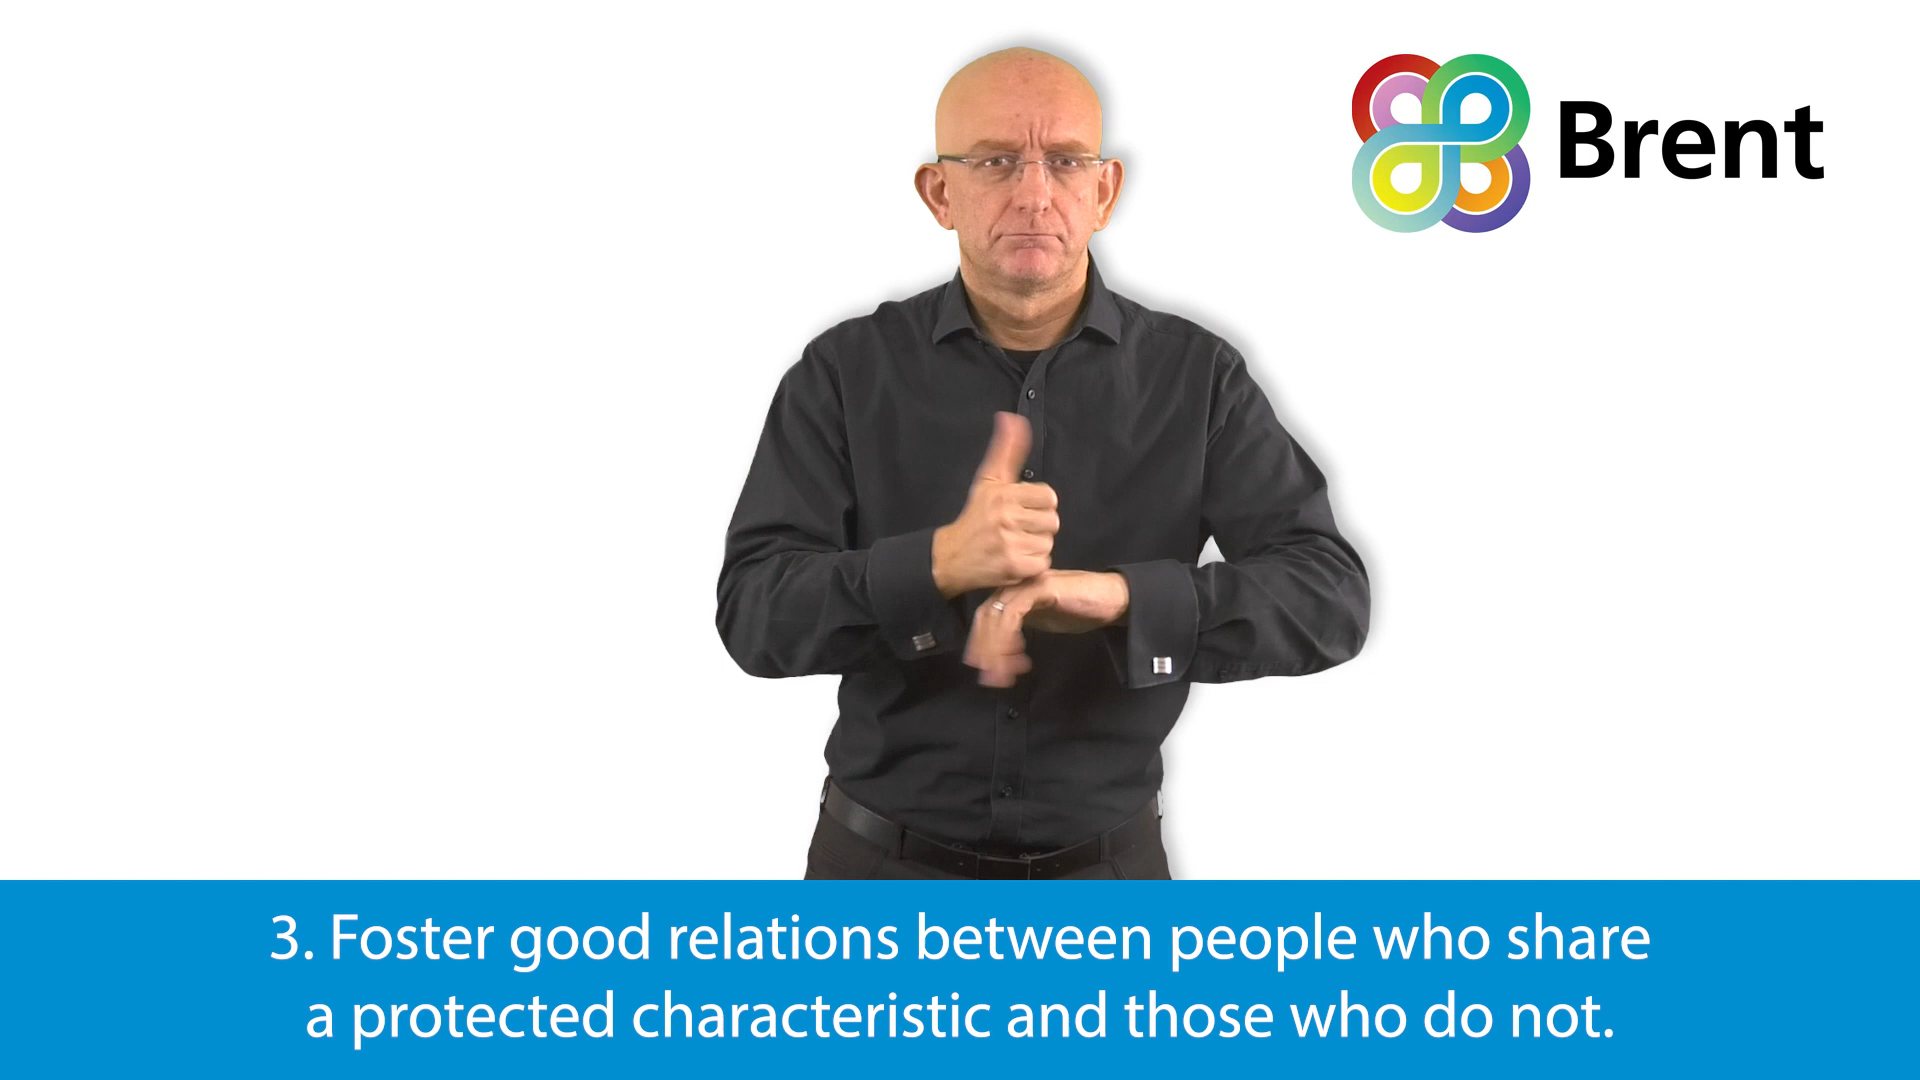 Brent
3. Foster good relations between people who share
a protected characteristic and those who do not.